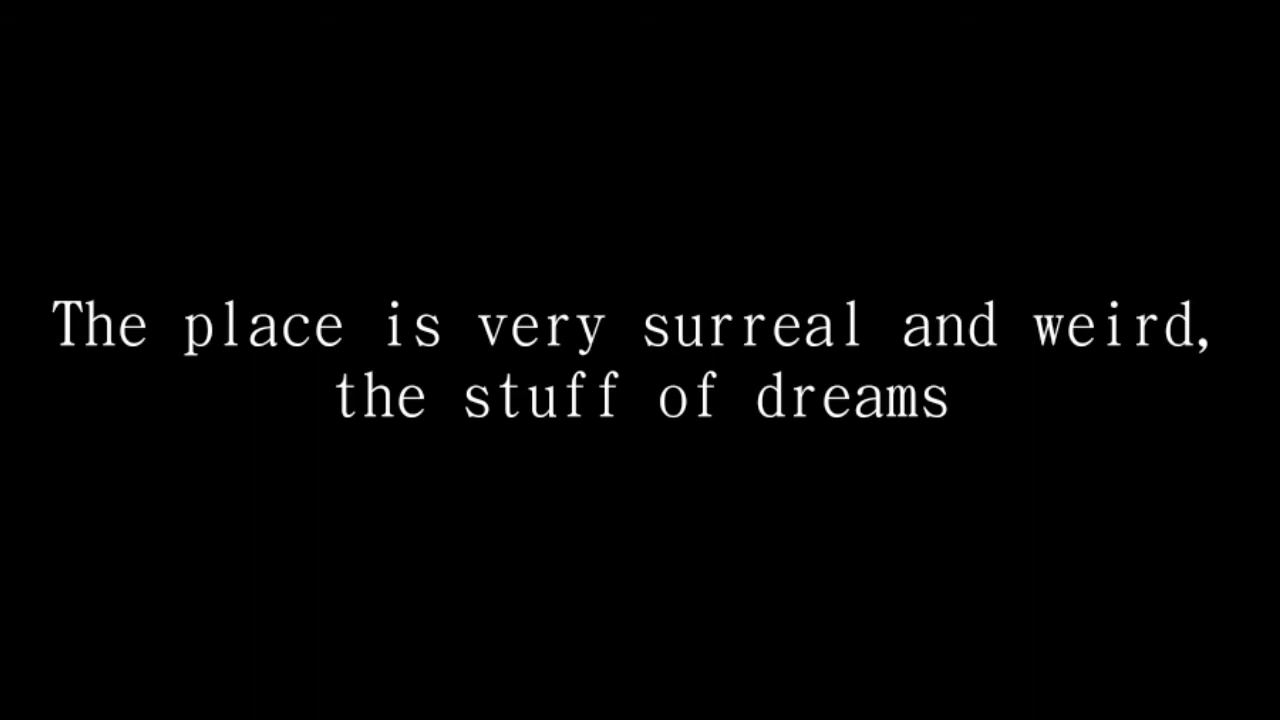 The place is very surreal and weird,
the stuff of dreams